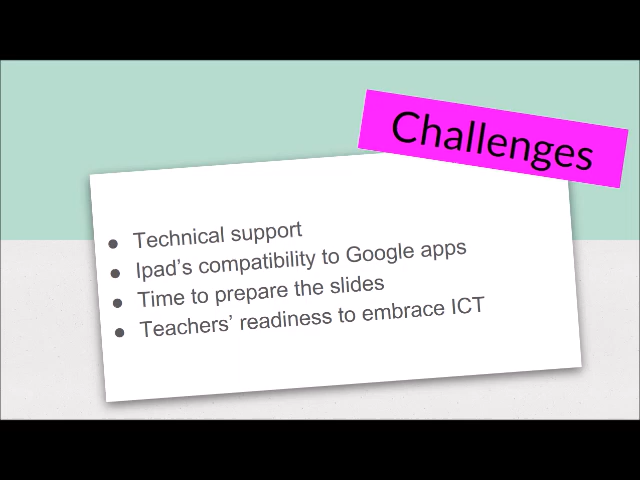 Challenges
● Technical support
● Ipad’s compatibility to Google apps
● Time to prepare the slides
● Teachers’ readiness to embrace ICT